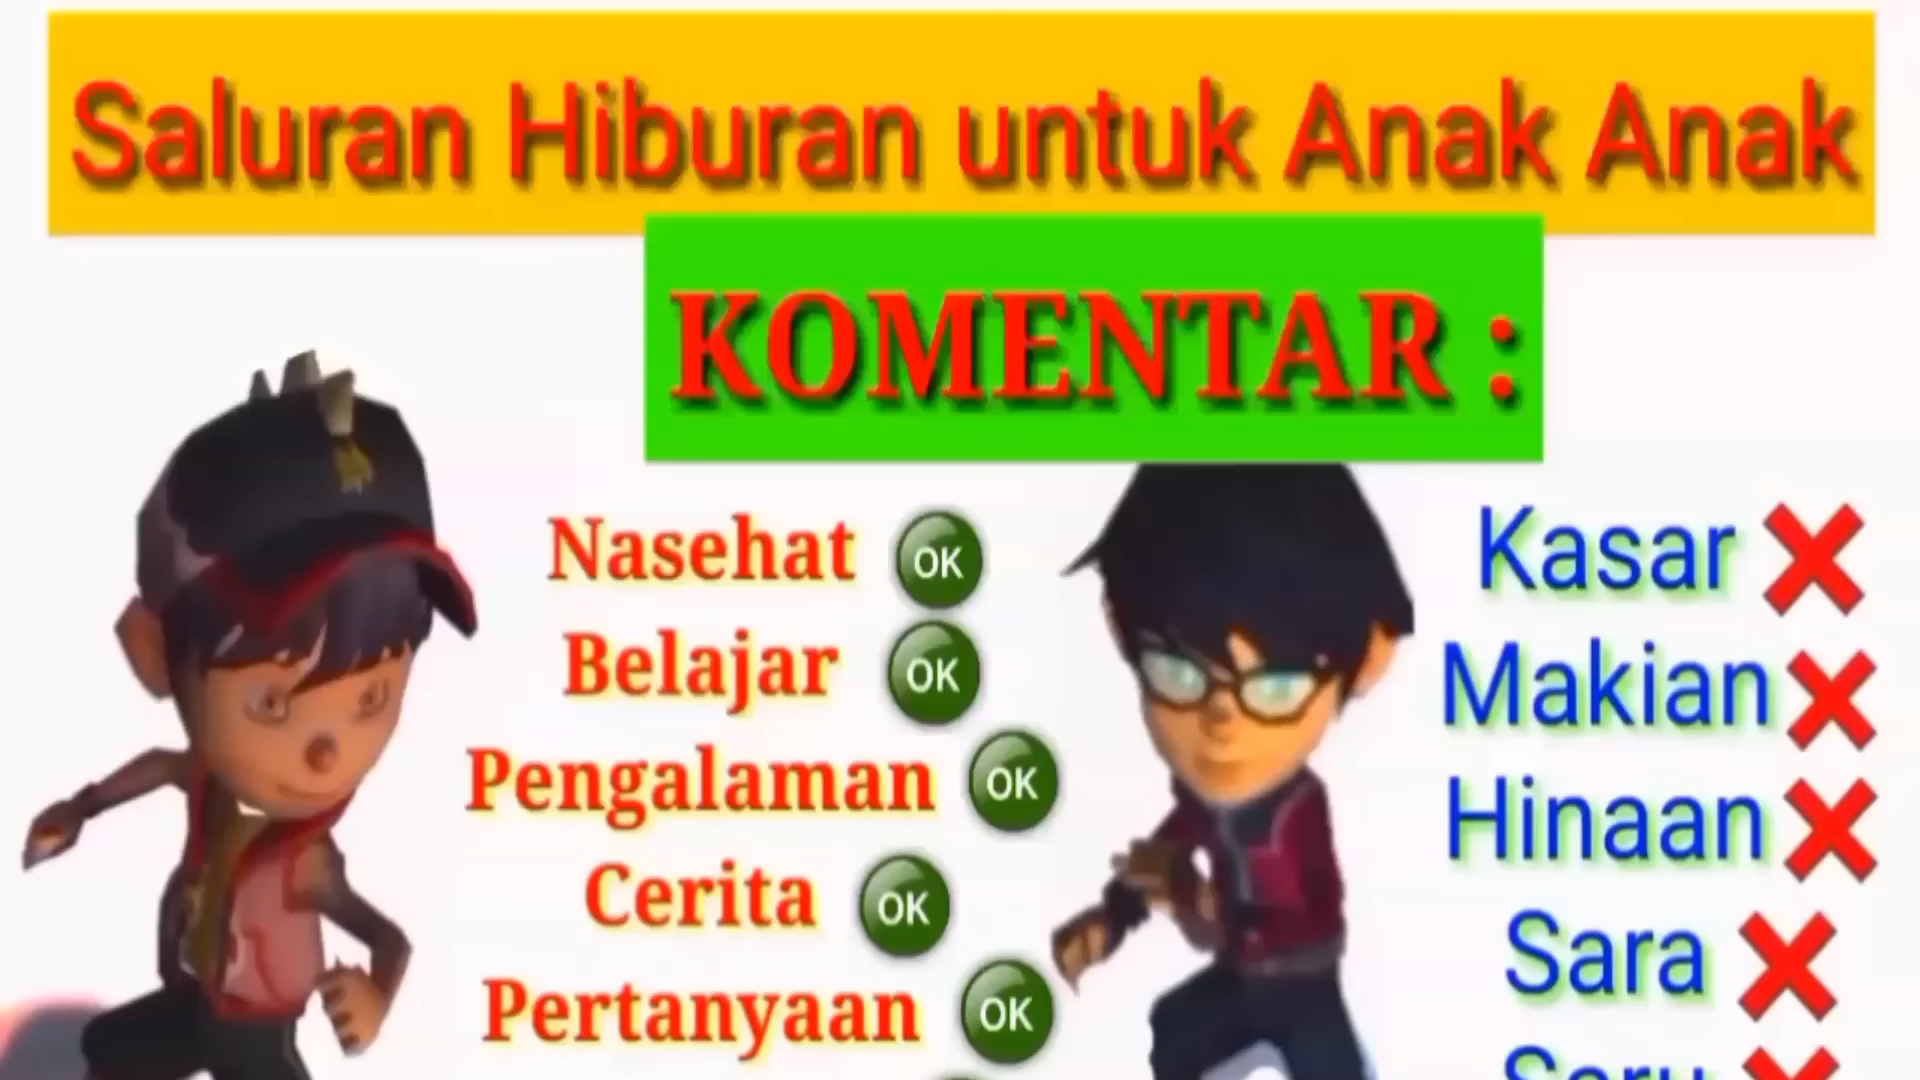 Saluran Hiburan untuk Anak Anak
KOMENTAR :
Nasehat OK
Belajar OK
Pengalaman OK
Cerita OK
Pertanyaan OK
Kasar
Makian
Hinaan
Sara